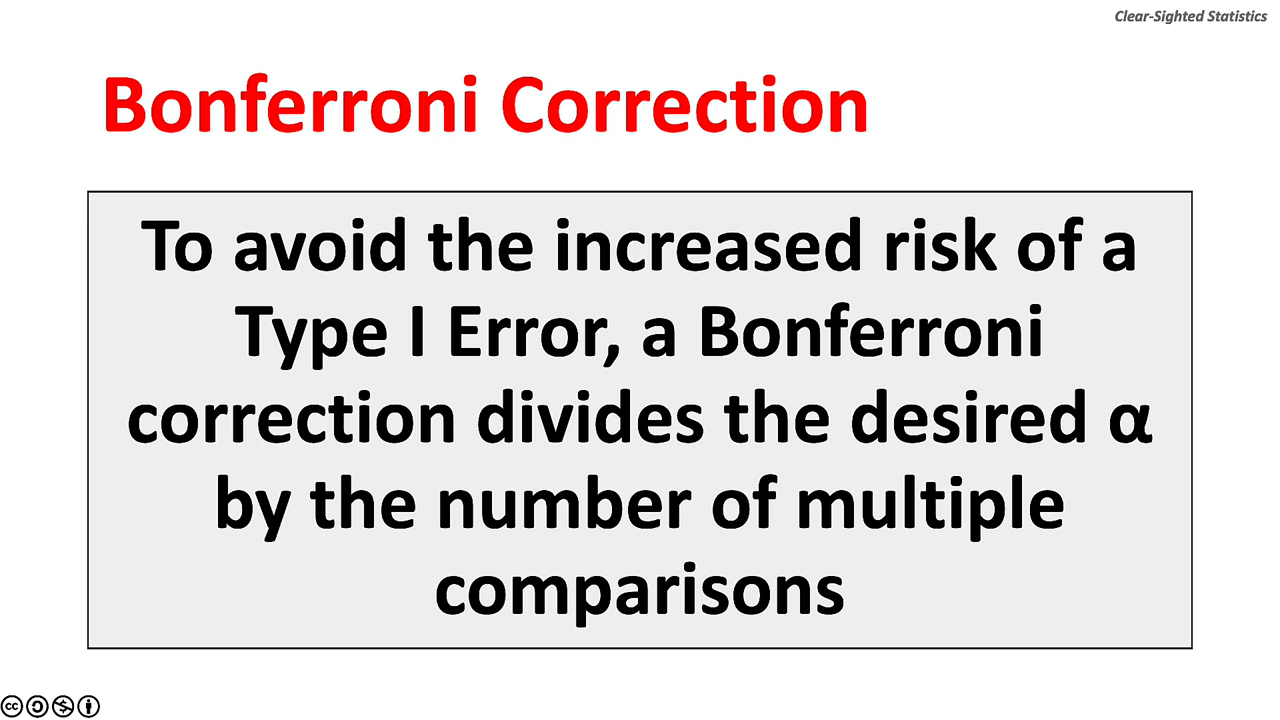 Clear-Sighted Statistics
Bonferroni Correction
To avoid the increased risk of a
Type I Error, a Bonferroni
correction divides the desired α
by the number of multiple
comparisons
cc